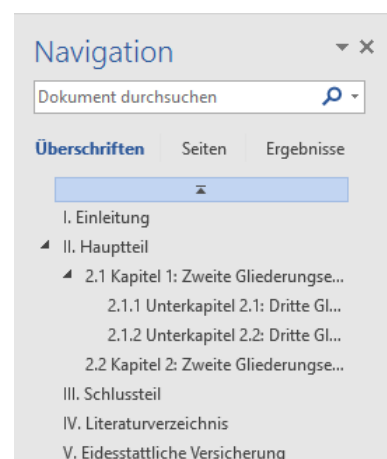 Navigation
Dokument durchsuchen
Überschriften Seiten Ergebnisse
I. Einleitung
II. Hauptteil
2.1 Kapitel 1: Zweite Gliederungse...
2.1.1 Unterkapitel 2.1: Dritte Gl...
2.1.2 Unterkapitel 2.2: Dritte Gl...
2.2 Kapitel 2: Zweite Gliederungse...
III. Schlussteil
IV. Literaturverzeichnis
V. Eidesstattliche Versicherung